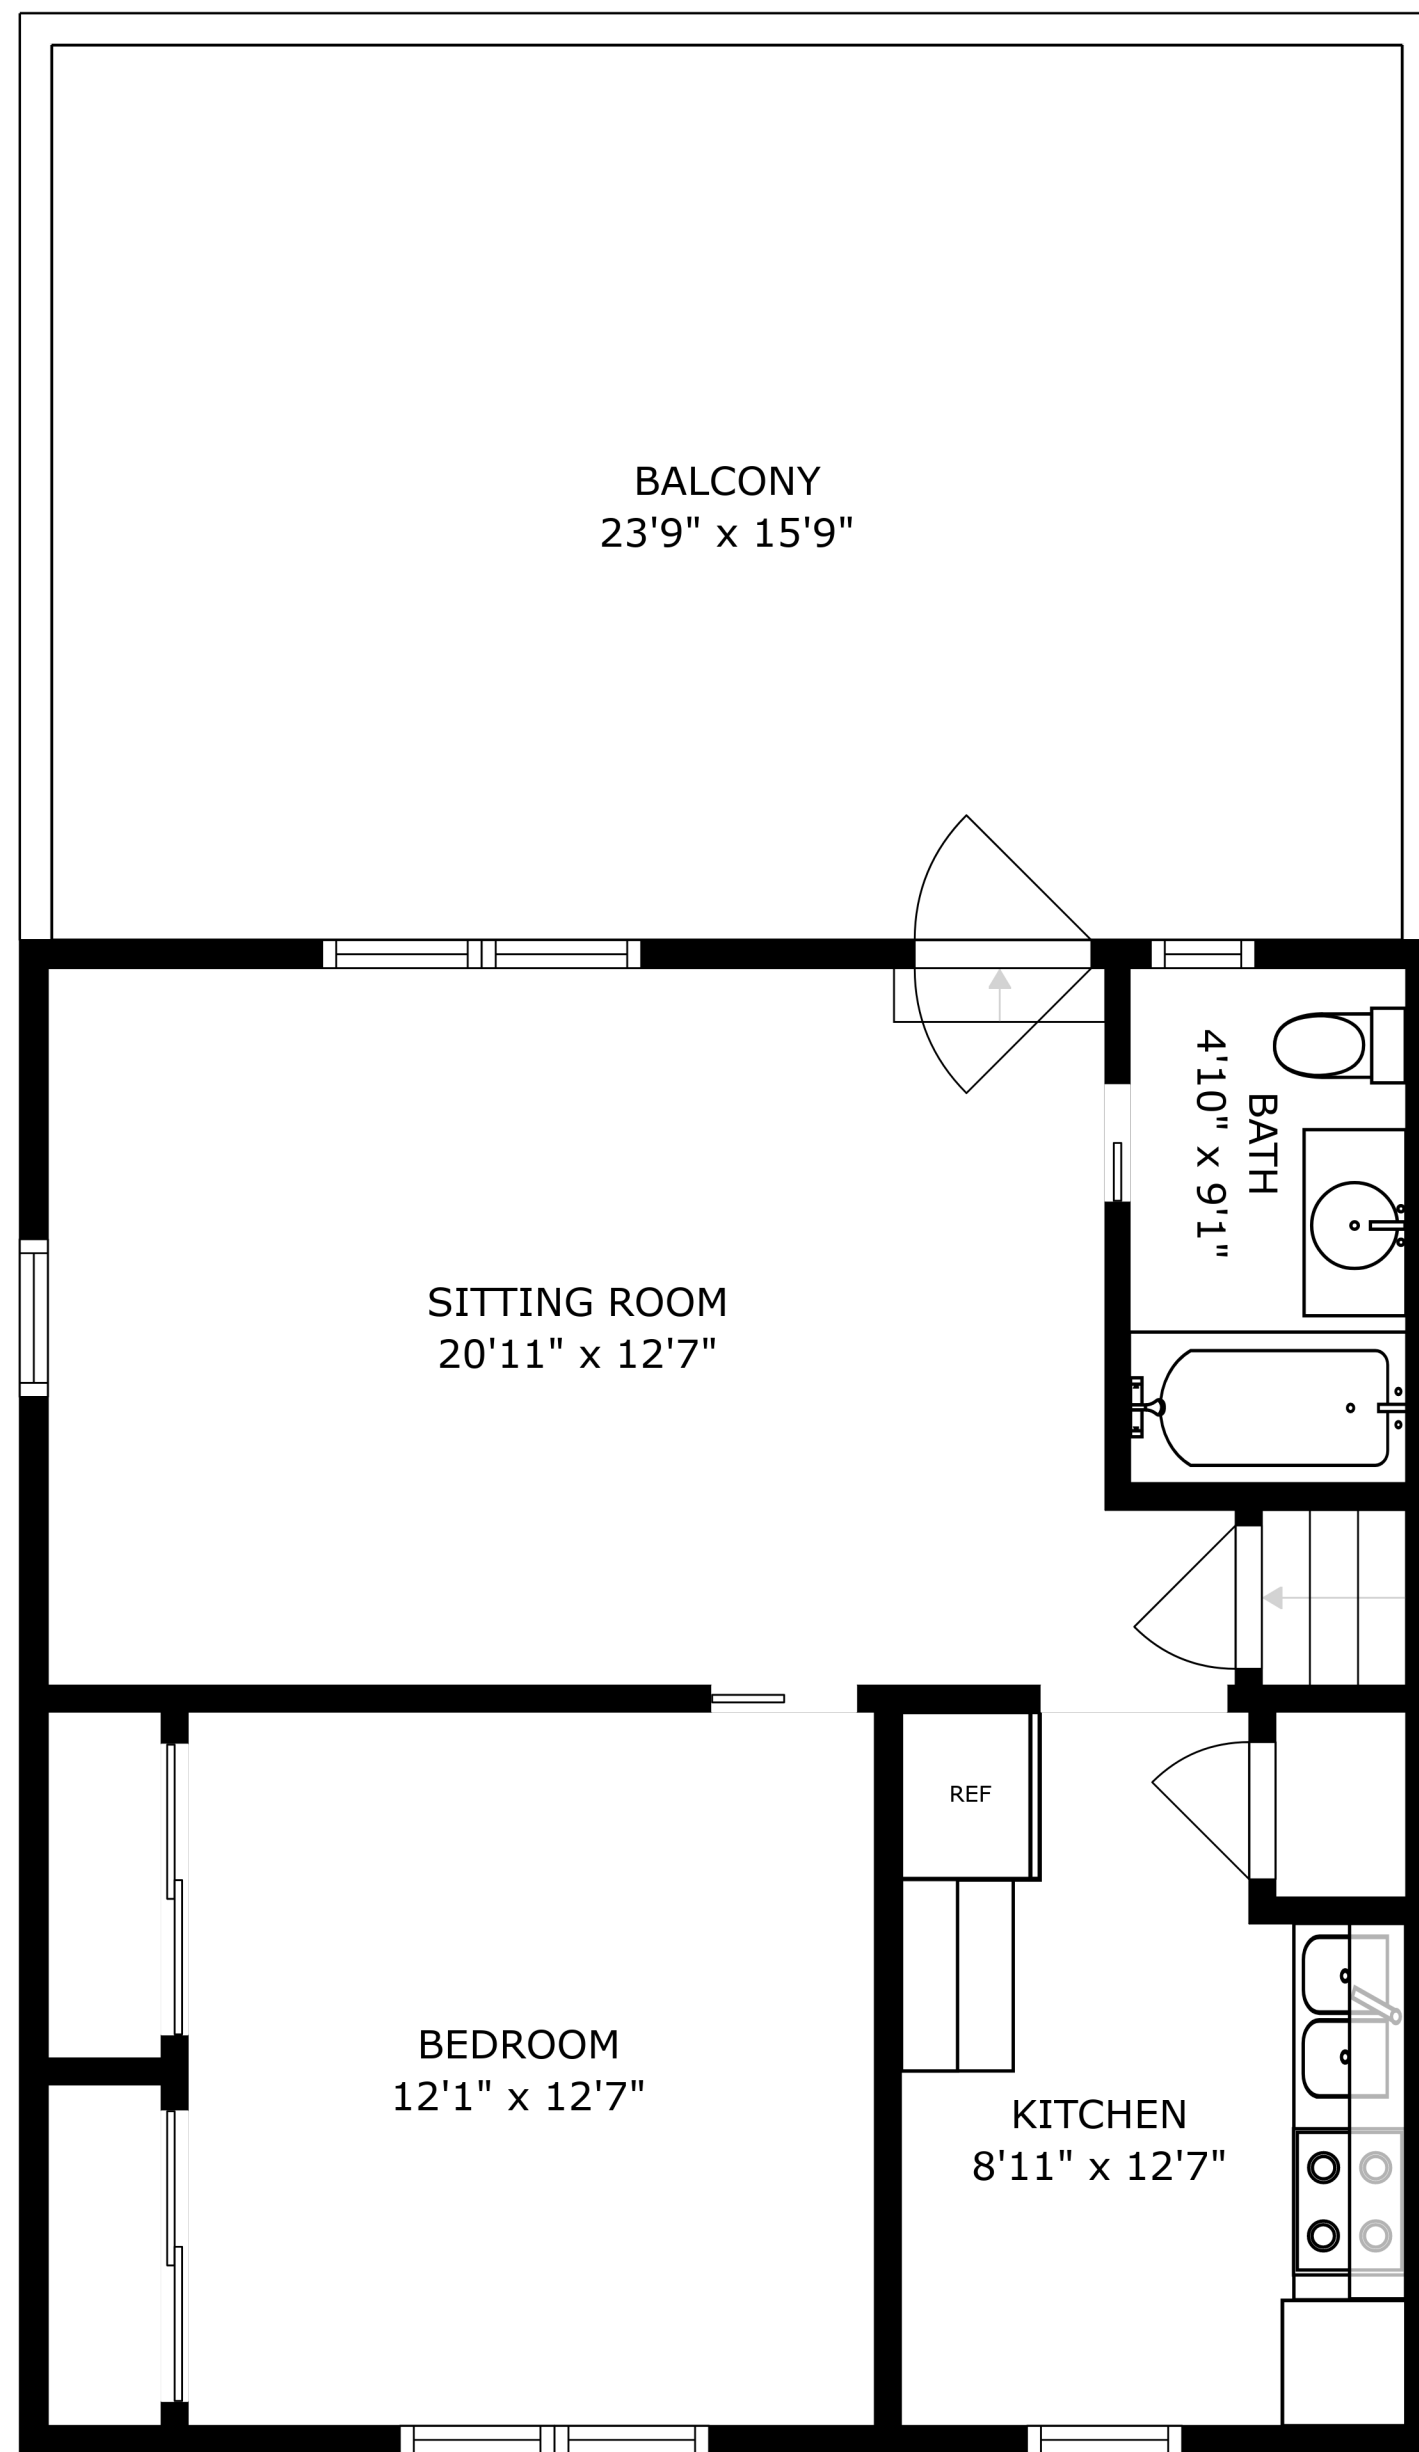 BALCONY
23'9" x 15'9"
BATH
4'10" x 9'1"
SITTING ROOM
20'11" x 12'7"
REF
BEDROOM
12'1" x 12'7"
KITCHEN
8'11" x 12'7"